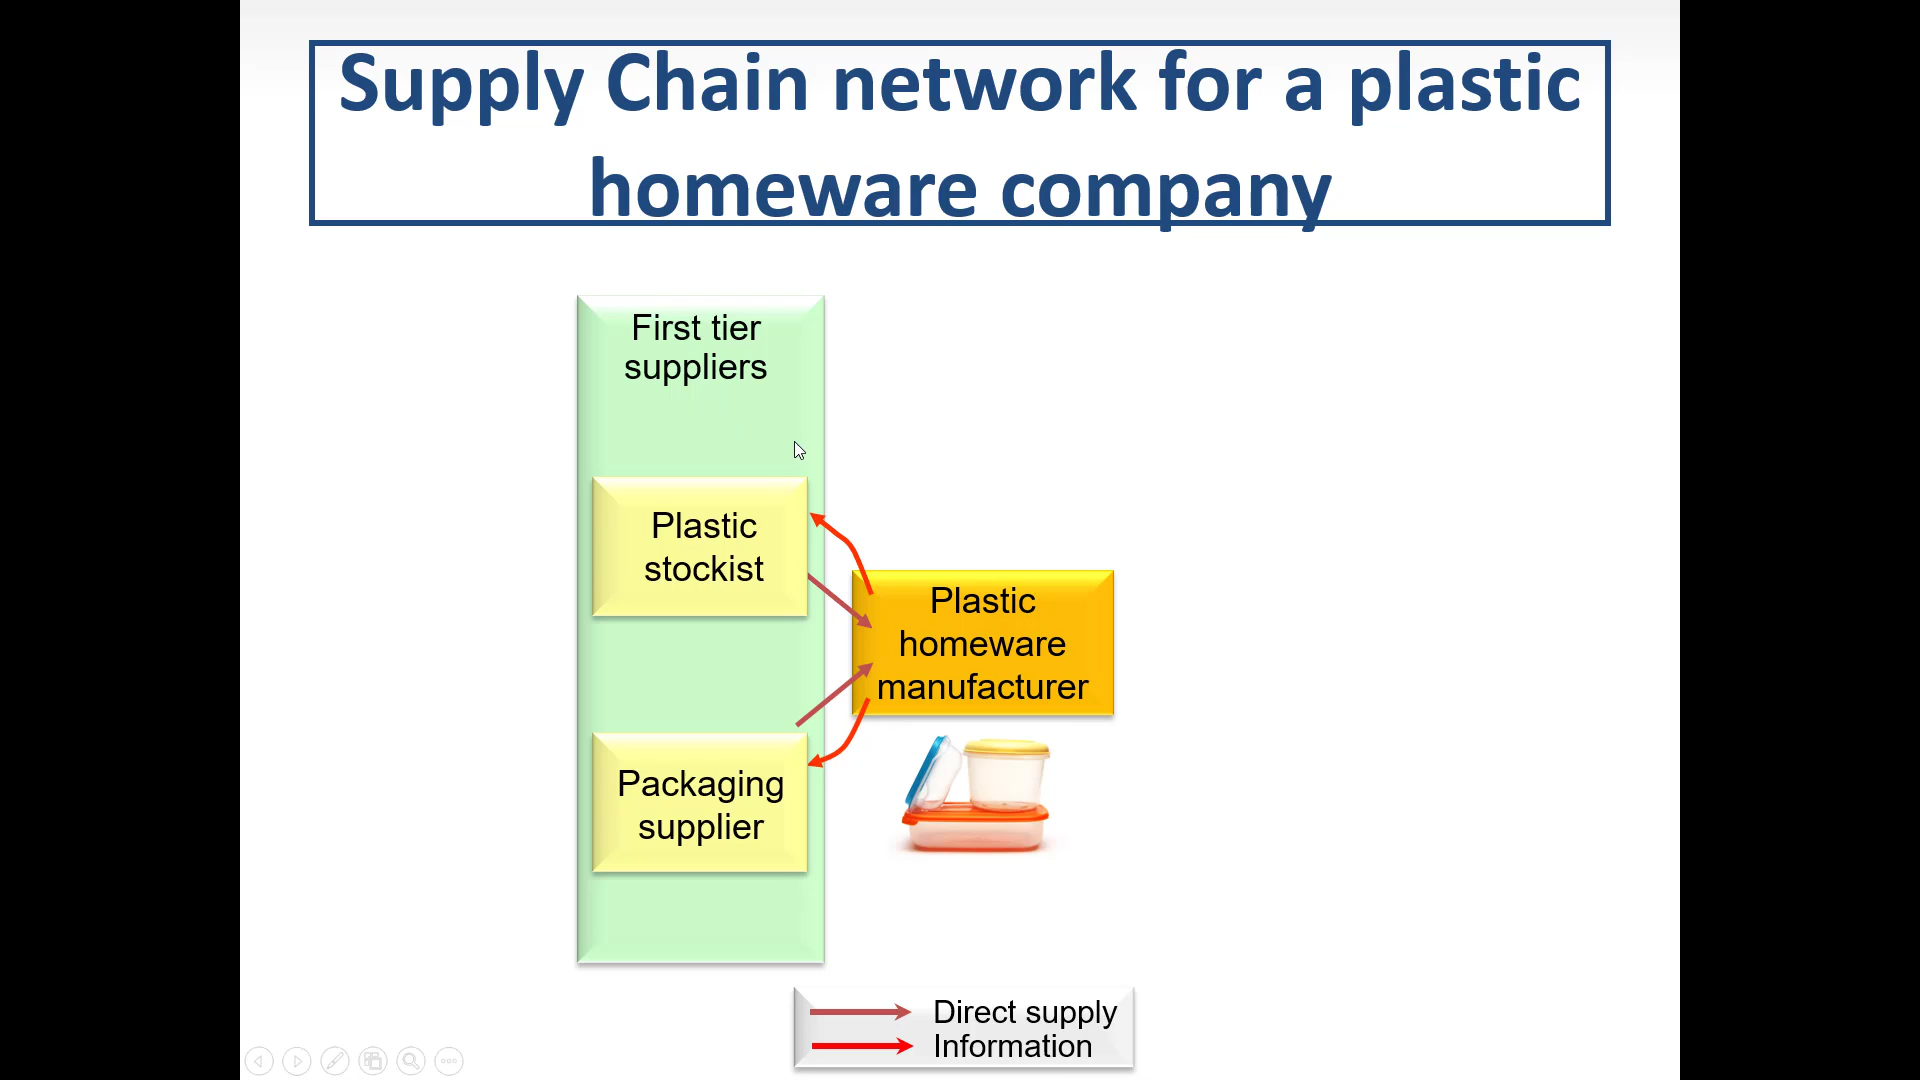 Supply Chain network for a plastic
homeware company
First tier
suppliers
Plastic
stockist
Plastic
homeware
manufacturer
Packaging
supplier
Direct supply
Information